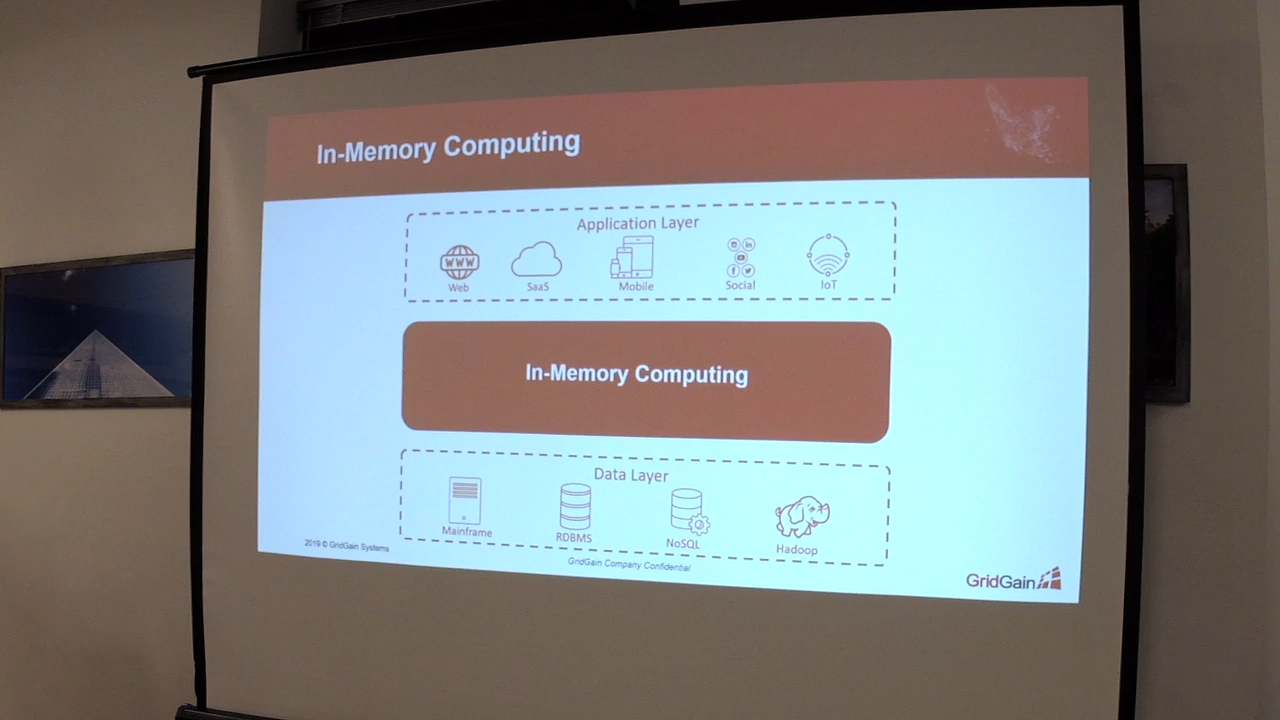 In-Memory Computing
Application Layer
WWW
Web SaaS Mobile Social IoT
In-Memory Computing
Data Layer
Mainframe RDBMS NoSQL Hadoop
2019 © GridGain Systems
GridGain Company Confidential
GridGain